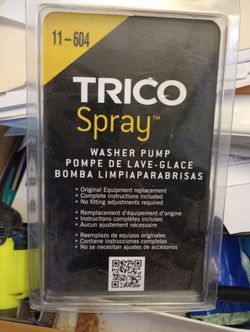 11-604
TRICO
Spray™
WASHER PUMP
POMPE DE LAVE-GLACE
BOMBA LIMPIAPARABRISAS
• Original Equipment replacement
• Complete instructions included
• No fitting adjustments required
• Remplacement d'équipement d'origine
• Instructions complètes incluses
• Aucun ajustement nécessaire
• Reemplazo de equipos originales
• Contiene instrucciones completas
• No se necesitan ajustes de accesorios